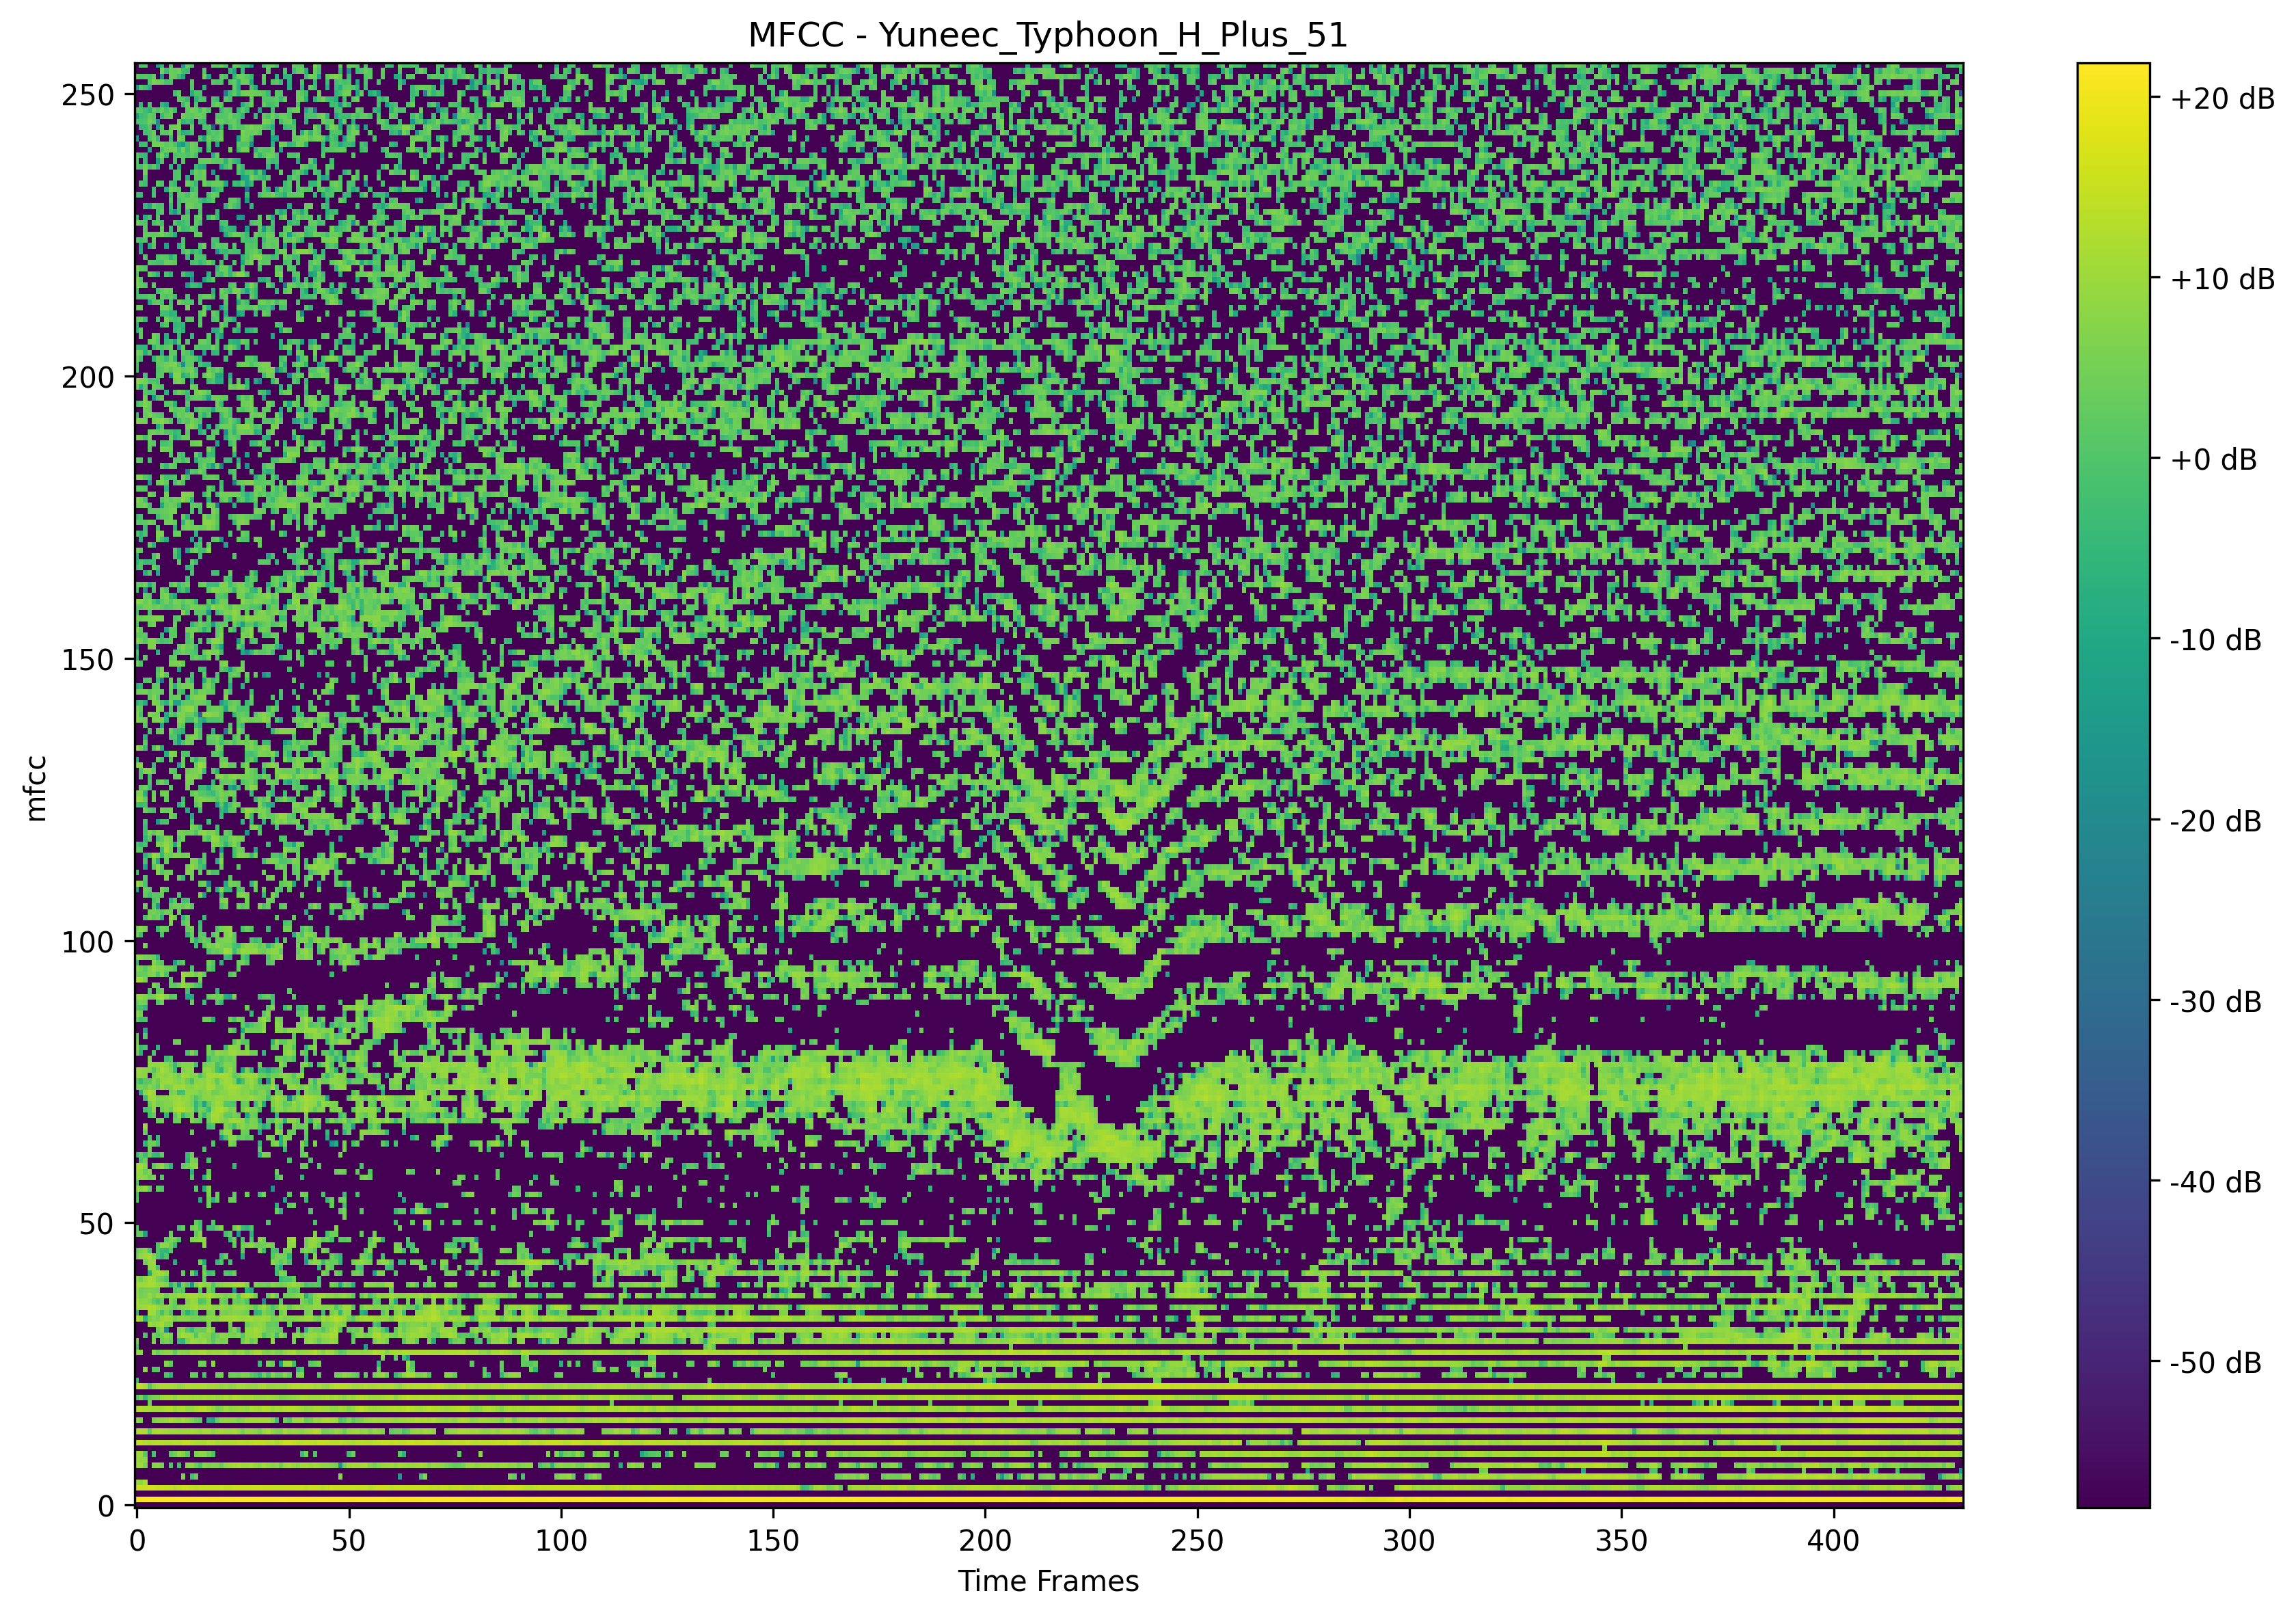 MFCC - Yuneec_Typhoon_H_Plus_51
250
200
150
100
50
0
mfcc
0 50 100 150 200 250 300 350 400
Time Frames
+20 dB
+10 dB
+0 dB
-10 dB
-20 dB
-30 dB
-40 dB
-50 dB